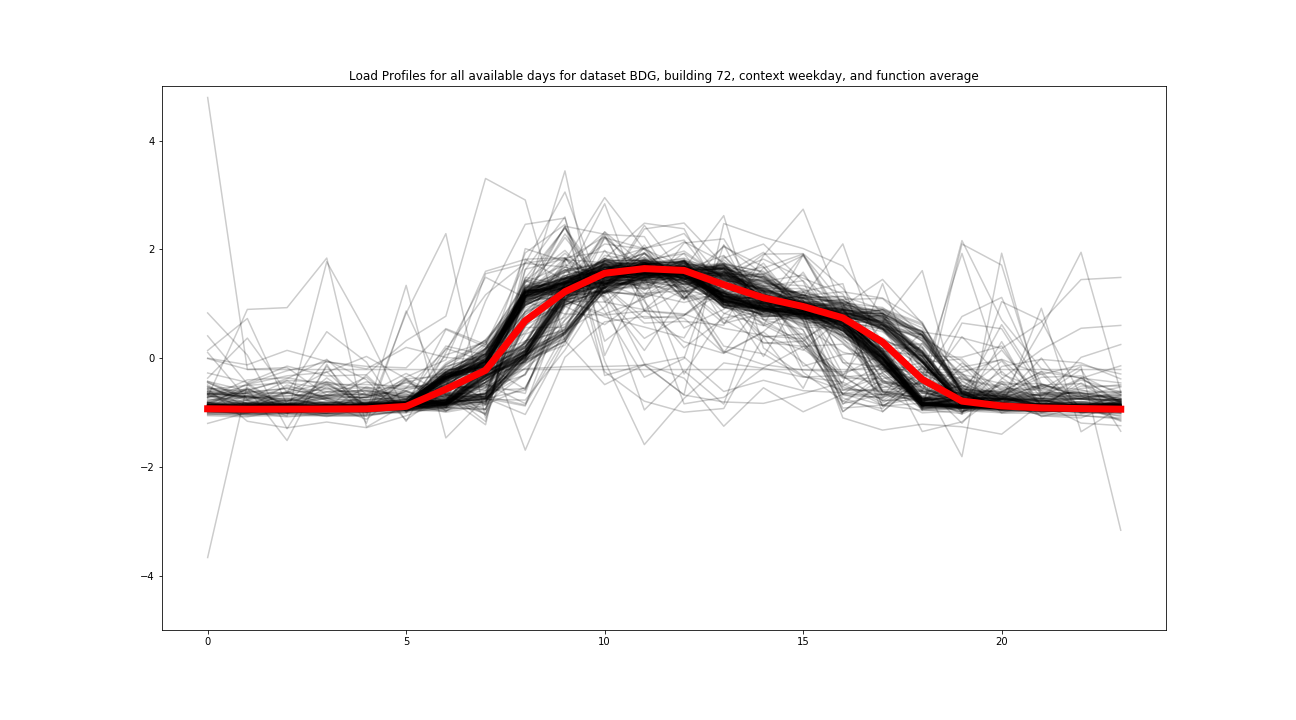 Load Profiles for all available days for dataset BDG, building 72, context weekday, and function average
4
2
0
−2
−4
0 5 10 15 20